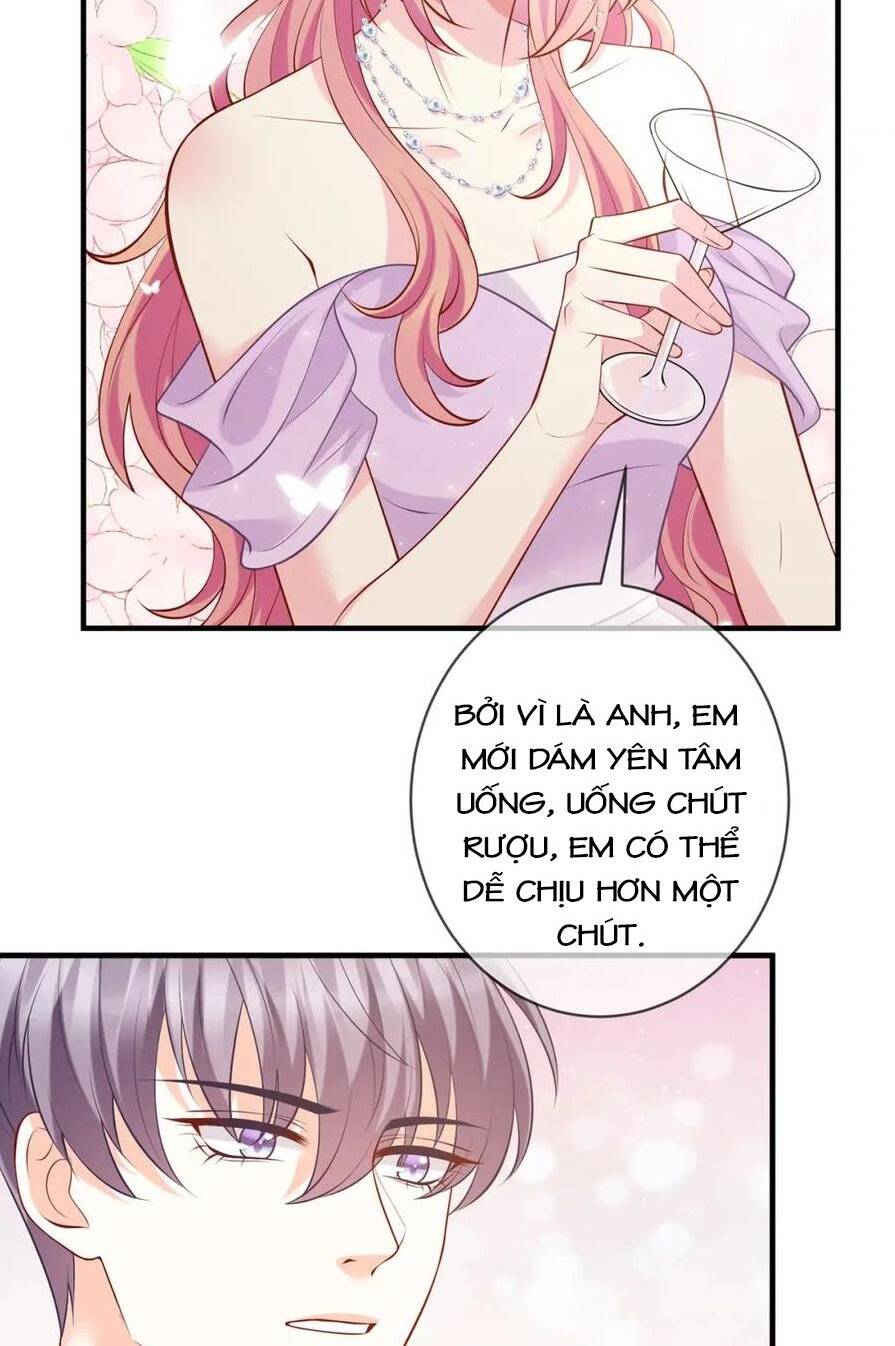 BỞI VÌ LÀ ANH, EM
MỚI DÁM YÊN TÂM
UỐNG, UỐNG CHÚT
RƯỢU, EM CÓ THỂ
DỄ CHỊU HƠN MỘT
CHÚT.